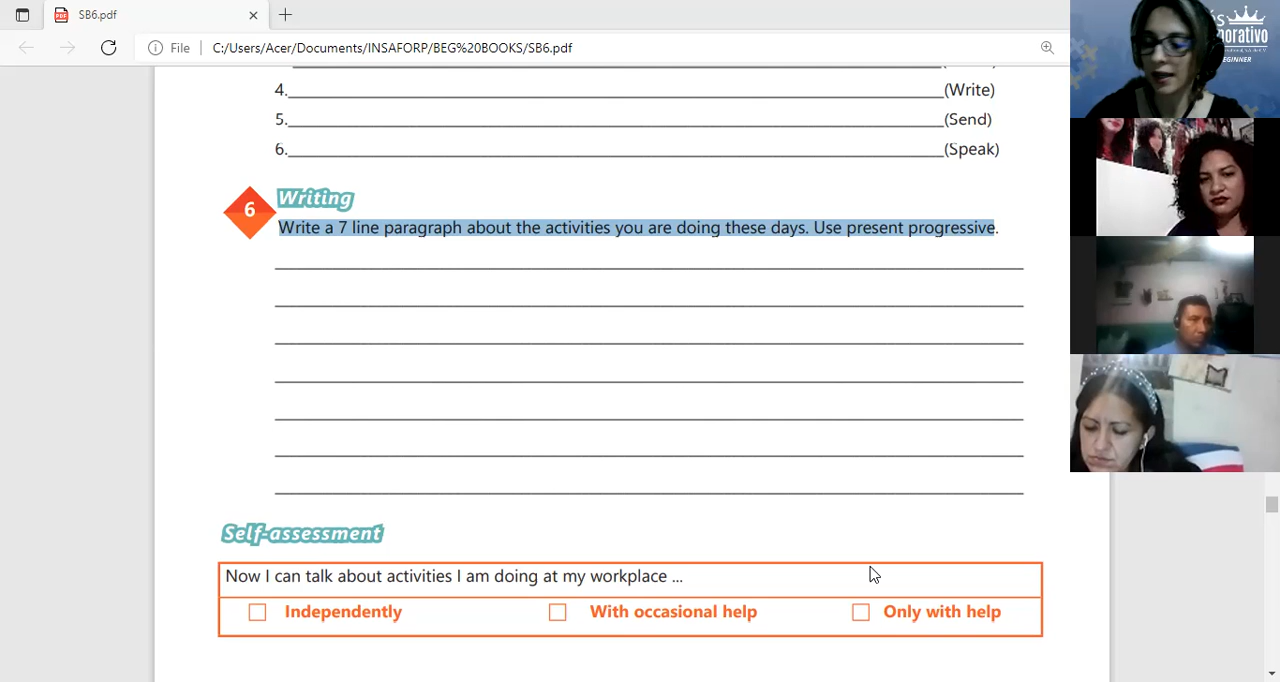 SB6.pdf
File
C:/Users/Acer/Documents/INSAFORP/BEG%20BOOKS/SB6.pdf
4. (Write)
5. (Send)
6. (Speak)
6
Writing
Write a 7 line paragraph about the activities you are doing these days. Use present progressive.
Self-assessment
Now I can talk about activities I am doing at my workplace ...
Independently
With occasional help
Only with help